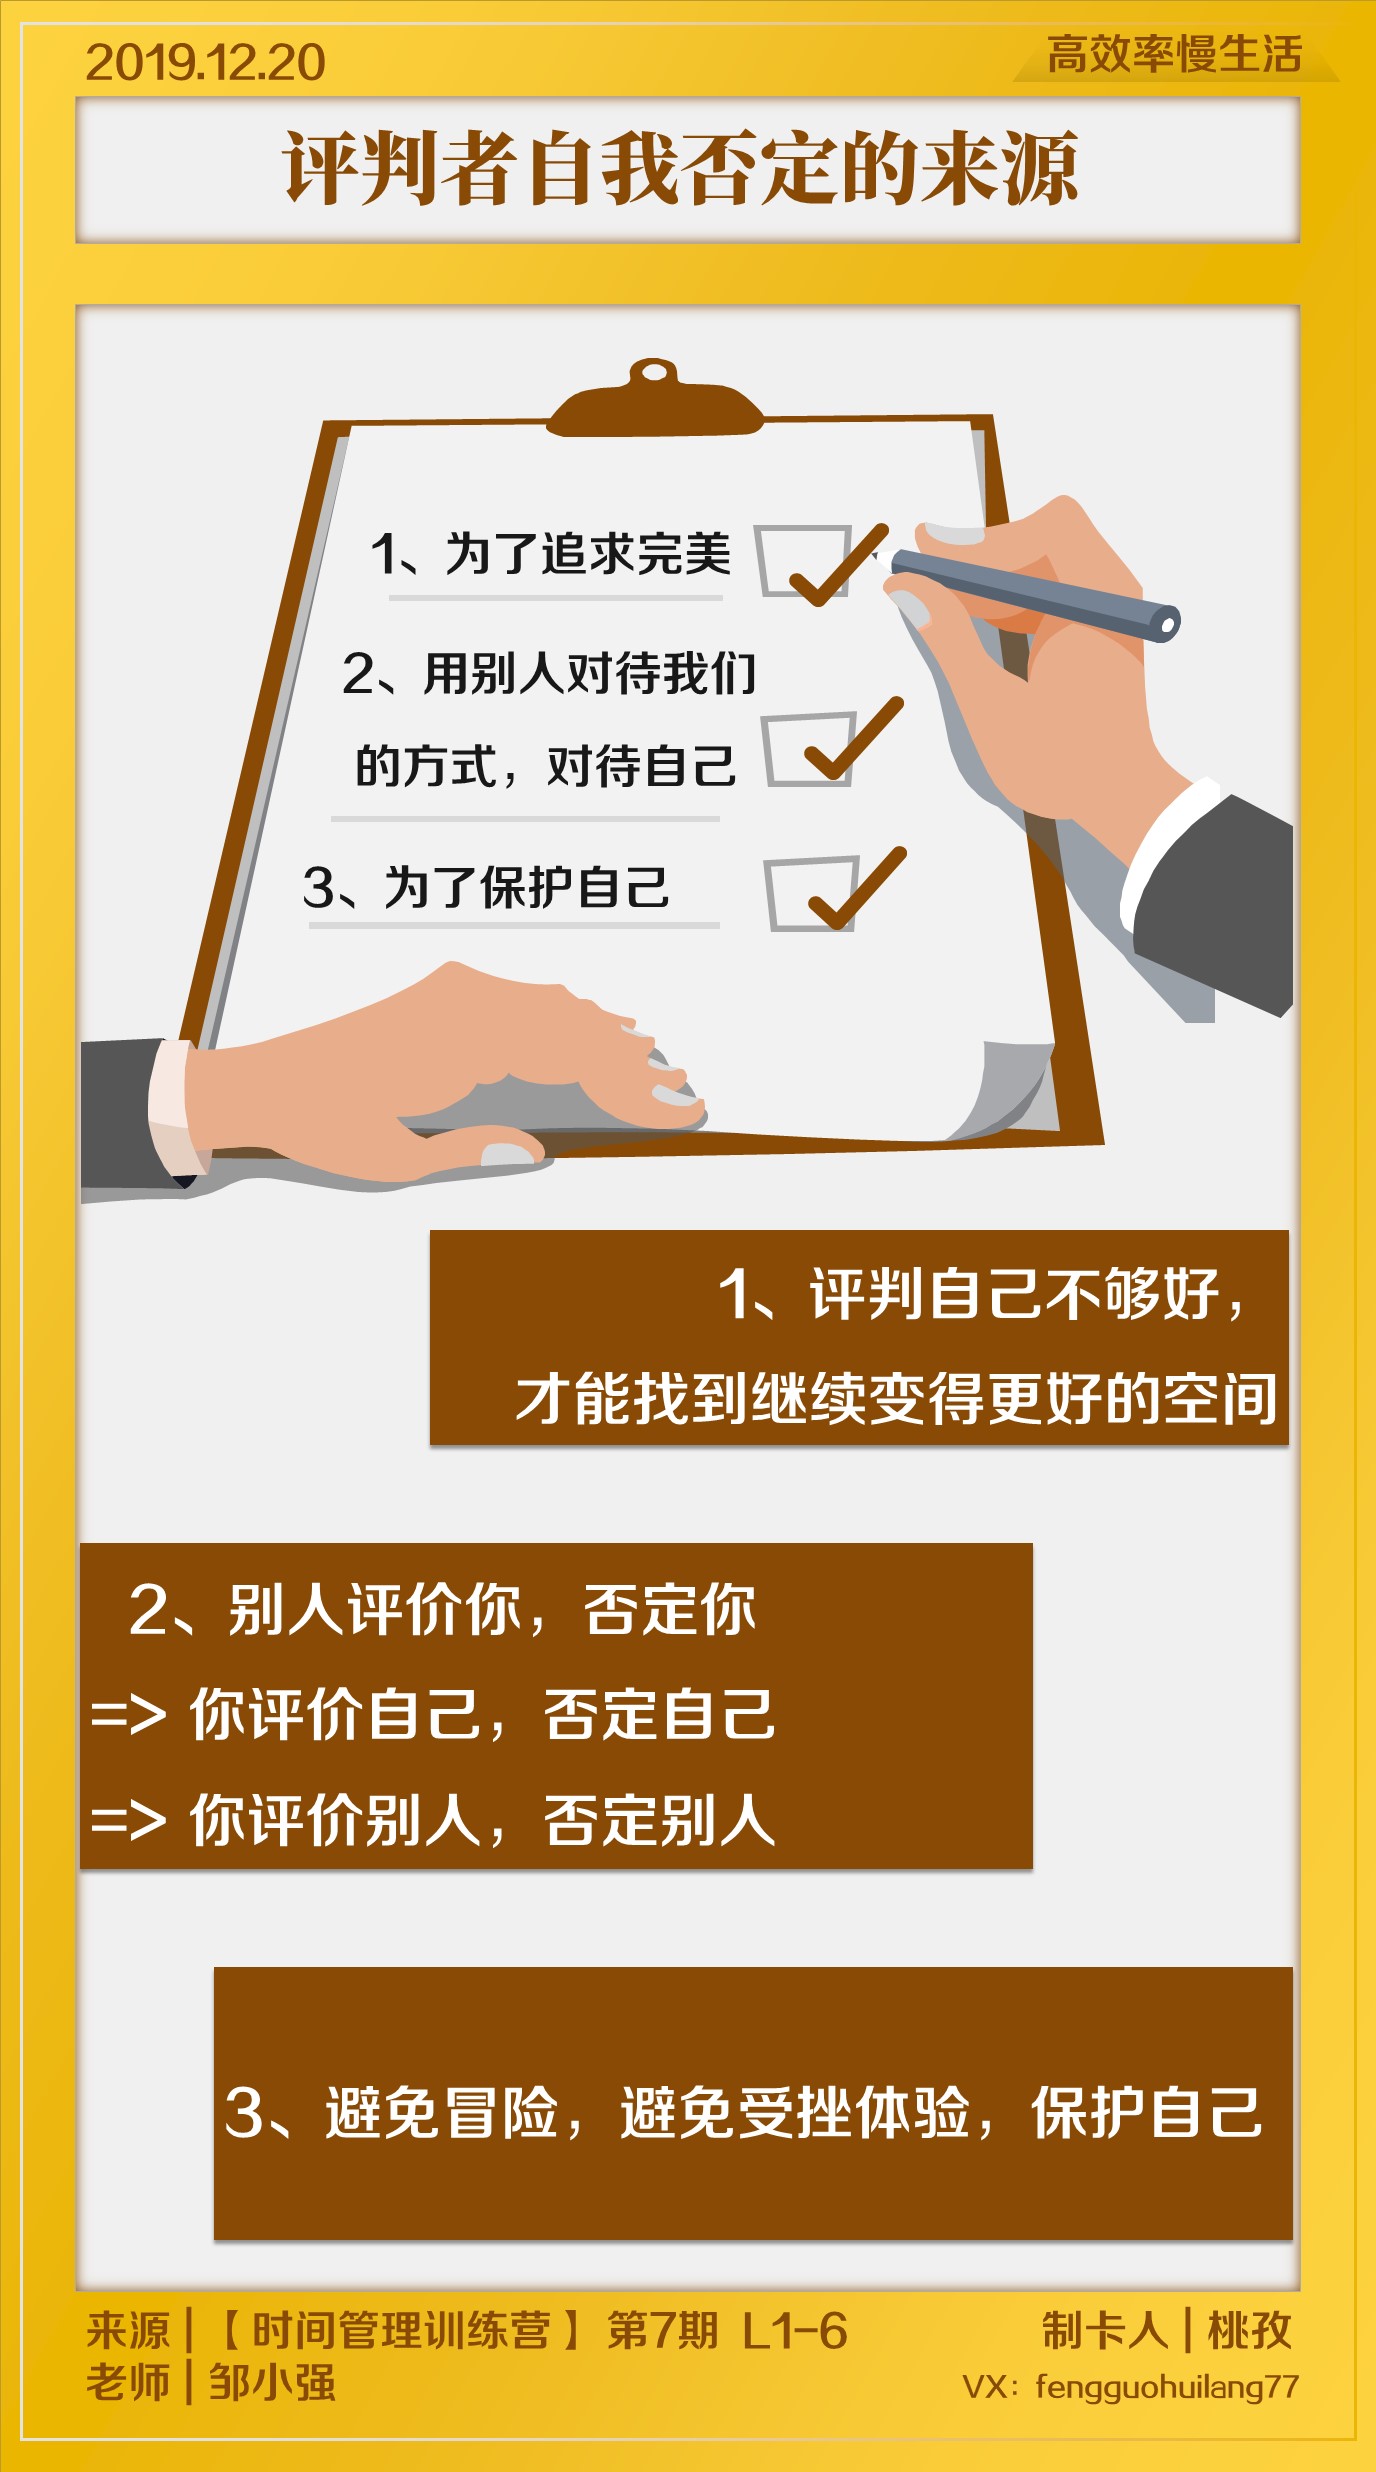 2019.12.20
高效率慢生活
评判者自我否定的来源
1、为了追求完美
2、用别人对待我们
的方式，对待自己
3、为了保护自己
1、评判自己不够好，
才能找到继续变得更好的空间
2、别人评价你，否定你
=> 你评价自己，否定自己
=> 你评价别人，否定别人
3、避免冒险，避免受挫体验，保护自己
来源|【时间管理训练营】第7期 L1-6
制卡人|桃孜
老师|邹小强
VX：fengguohuilang77